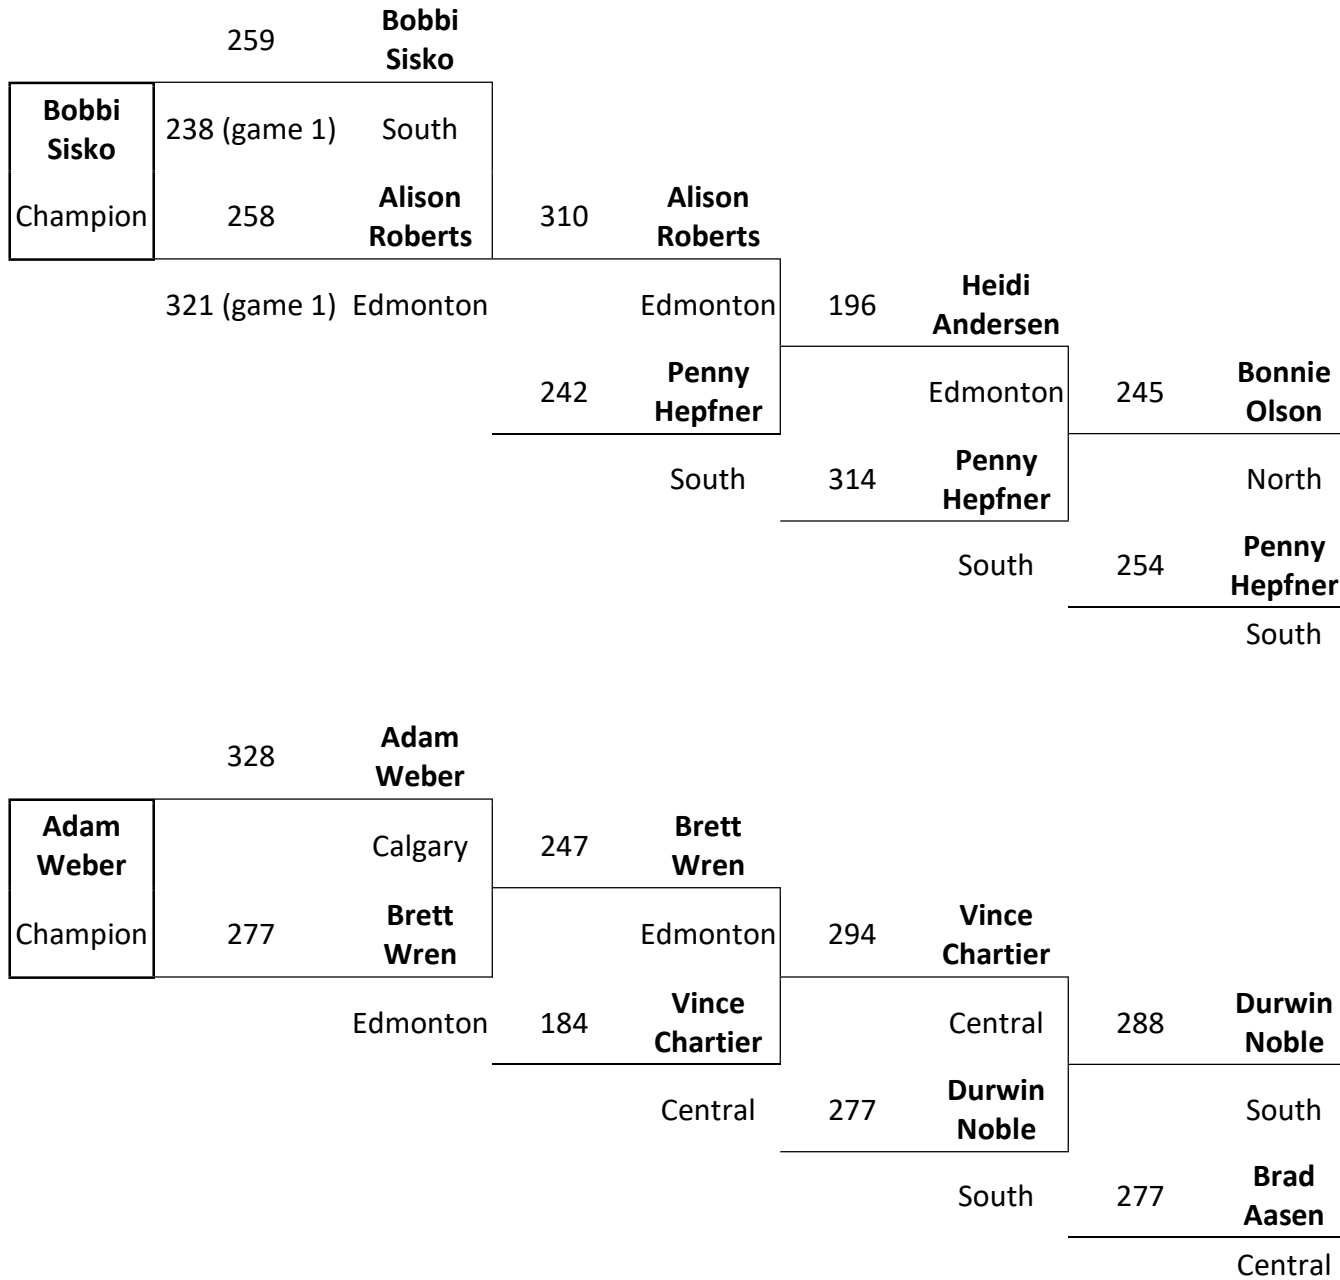 259 Bobbi
Sisko
Bobbi
Sisko
238 (game 1) South
Champion 258 Alison
Roberts
310 Alison
Roberts
321 (game 1) Edmonton Edmonton 196 Heidi
Andersen
242 Penny
Hepfner
Edmonton 245 Bonnie
Olson
South 314 Penny
Hepfner
North
South 254 Penny
Hepfner
South
328 Adam
Weber
Adam
Weber
Calgary 247 Brett
Wren
Champion 277 Brett
Wren
Edmonton 294 Vince
Chartier
Edmonton 184 Vince
Chartier
Central 288 Durwin
Noble
Central 277 Durwin
Noble
South
South 277 Brad
Aasen
Central